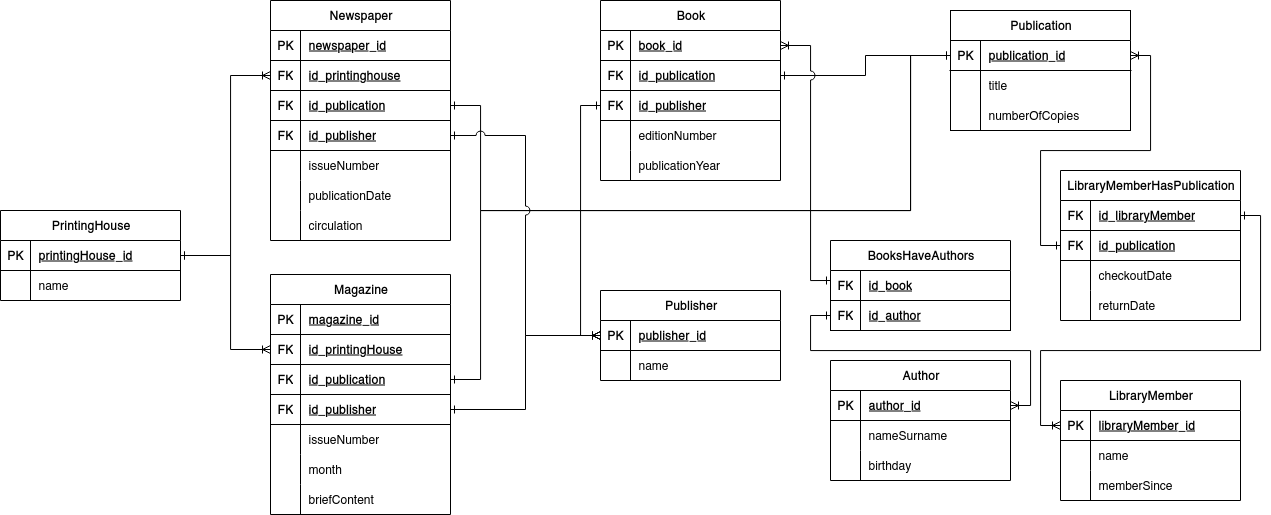 Newspaper
PK newspaper_id
FK id_printinghouse
FK id_publication
FK id_publisher
issueNumber
publicationDate
circulation
Book
PK book_id
FK id_publication
FK id_publisher
editionNumber
publicationYear
Publication
PK publication_id
title
numberOfCopies
LibraryMemberHasPublication
FK id_libraryMember
FK id_publication
checkoutDate
returnDate
PrintingHouse
PK printingHouse_id
name
Magazine
PK magazine_id
FK id_printingHouse
FK id_publication
FK id_publisher
issueNumber
month
briefContent
Publisher
PK publisher_id
name
BooksHaveAuthors
FK id_book
FK id_author
Author
PK author_id
nameSurname
birthday
LibraryMember
PK libraryMember_id
name
memberSince